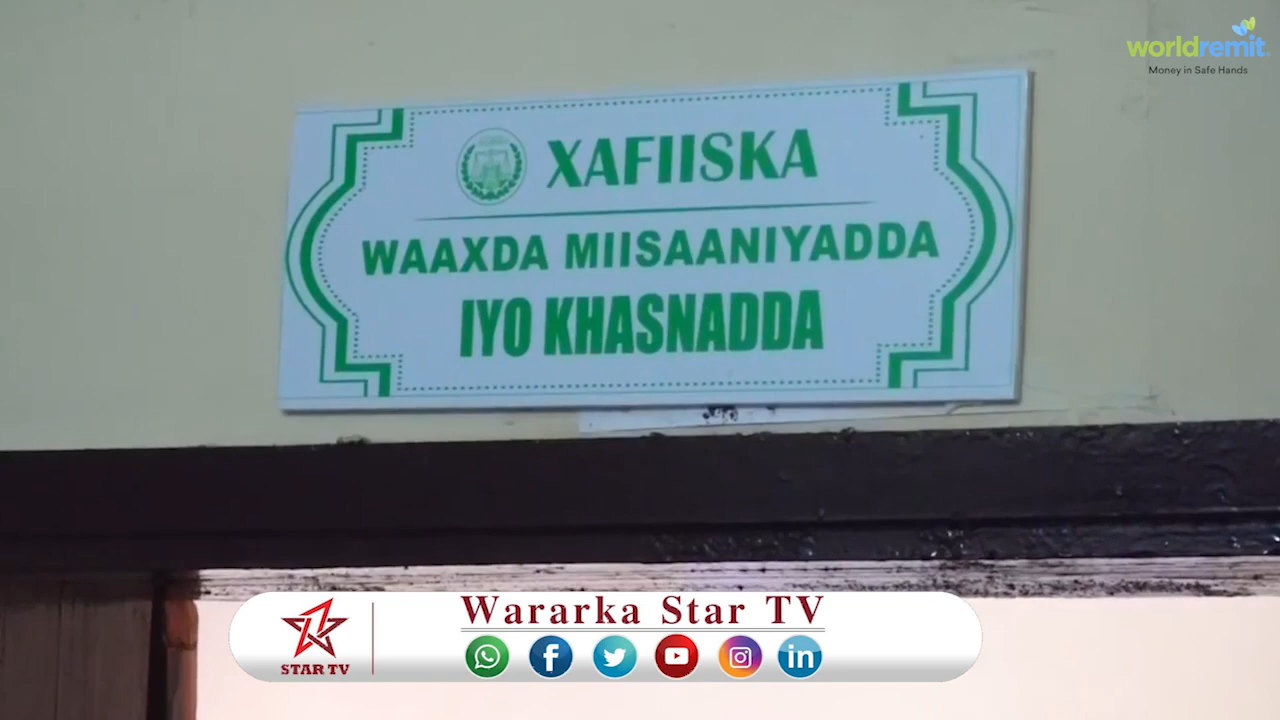 worldremit
Money in Safe Hands
XAFIISKA
WAAXDA MIISAANIYADDA
IYO KHASNADDA
Wararka Star TV
STAR TV